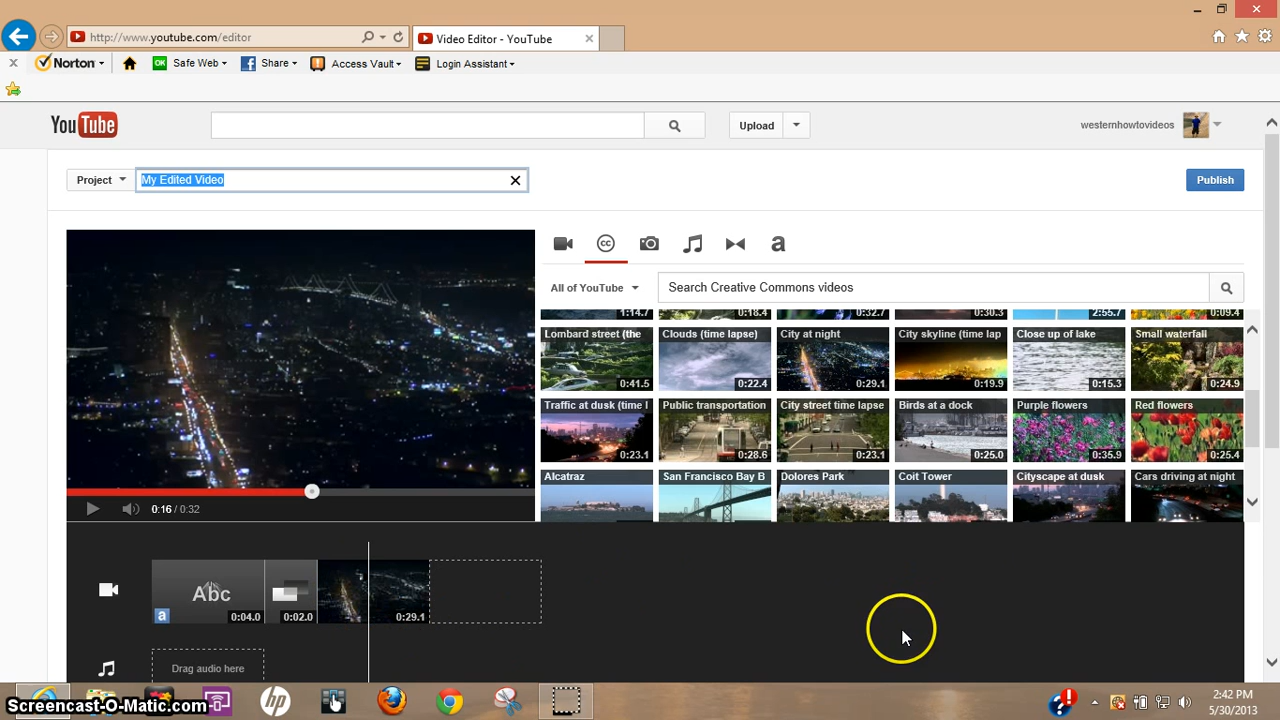 http://www.youtube.com/editor
Video Editor - YouTube
Norton
OK Safe Web
Share
Access Vault
Login Assistant
YouTube
Upload
westernhowtovideos
Project
My Edited Video
Publish
cc
a
All of YouTube
Search Creative Commons videos
1:14.7
0:18.4
0:32.7
0:30.3
2:55.7
0:09.4
Lombard street (the
Clouds (time lapse)
City at night
City skyline (time lap
Close up of lake
Small waterfall
0:41.5
0:22.4
0:29.1
0:19.9
0:15.3
0:24.9
Traffic at dusk (time l
Public transportation
City street time lapse
Birds at a dock
Purple flowers
Red flowers
0:23.1
0:28.6
0:23.1
0:25.0
0:35.9
0:25.4
Alcatraz
San Francisco Bay B
Dolores Park
Coit Tower
Cityscape at dusk
Cars driving at night
0:16 / 0:32
Abc
a
0:04.0
0:02.0
0:29.1
Drag audio here
hp
Screencast-O-Matic.com
2:42 PM
5/30/2013